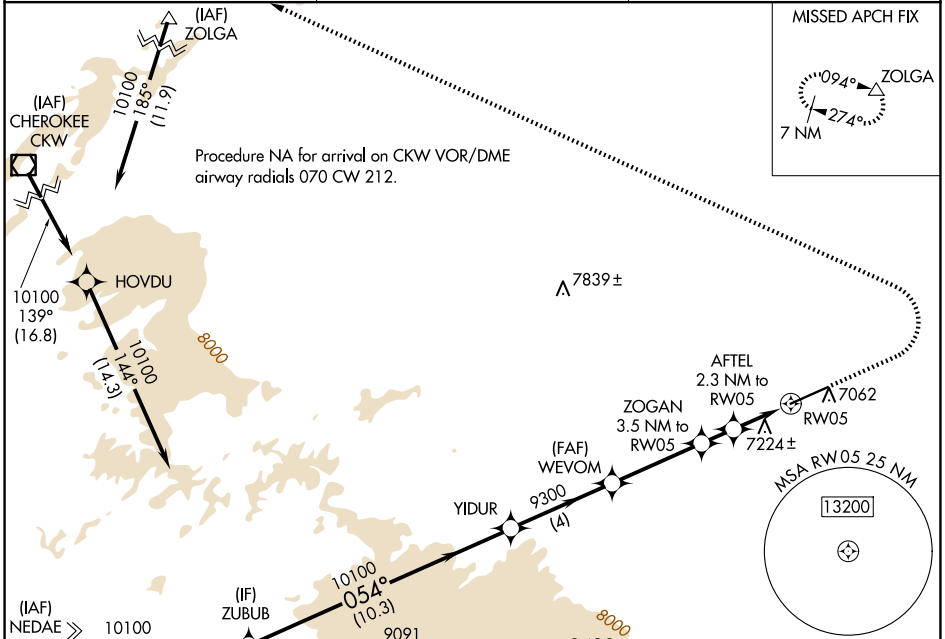 (IAF)
ZOLGA
MISSED APCH FIX
094°
ZOLGA
274°
7 NM
10100
185°
(11.9)
(IAF)
CHEROKEE
CKW
Procedure NA for arrival on CKW VOR/DME
airway radials 070 CW 212.
HOVDU
7839±
10100
139°
(16.8)
10100
144°
(14.3)
8000
AFTEL
2.3 NM to
RW05
ZOGAN
3.5 NM to
RW05
7062
RW05
7224±
(FAF)
WEVOM
MSA RW05 25 NM
13200
YIDUR
9300
(4)
10100
054°
(10.3)
(IF)
ZUBUB
(IAF)
NEDAE
10100
8000
9091